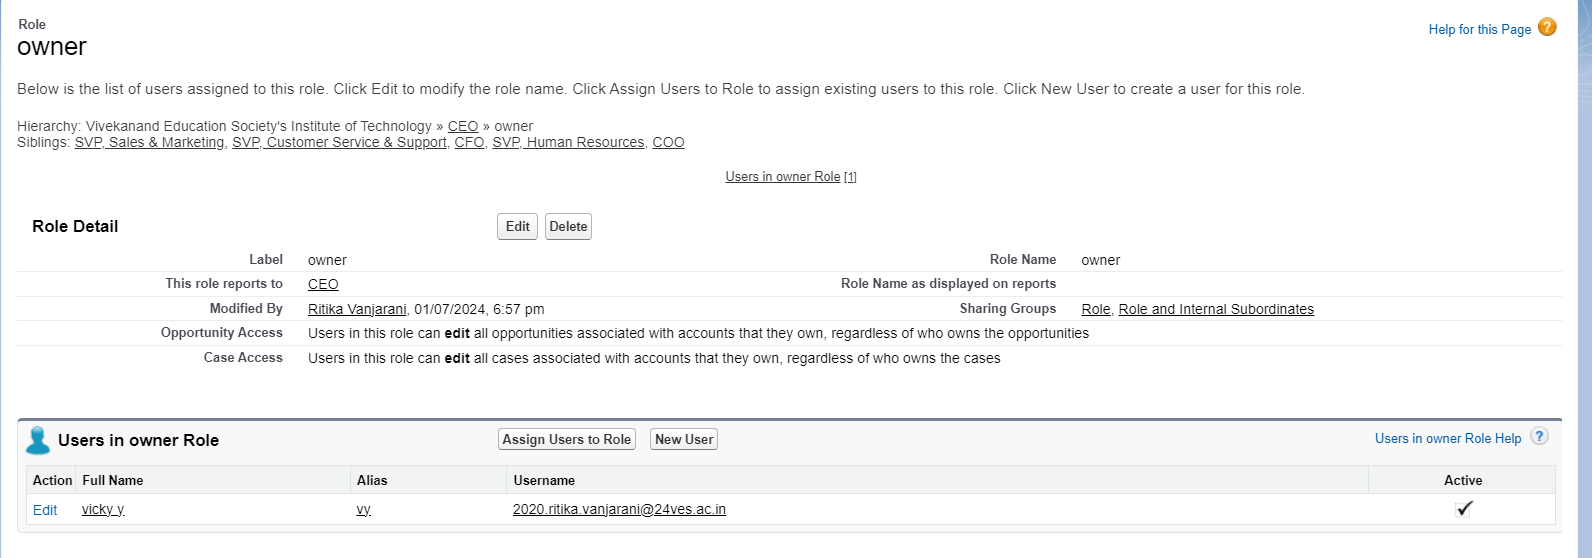 Role
owner
Help for this Page ?
Below is the list of users assigned to this role. Click Edit to modify the role name. Click Assign Users to Role to assign existing users to this role. Click New User to create a user for this role.
Hierarchy: Vivekanand Education Society's Institute of Technology » CEO » owner
Siblings: SVP, Sales & Marketing, SVP, Customer Service & Support, CFO, SVP, Human Resources, COO
Users in owner Role [1]
Role Detail Edit Delete
Label owner Role Name owner
This role reports to CEO Role Name as displayed on reports
Modified By Ritika Vanjarani, 01/07/2024, 6:57 pm Sharing Groups Role, Role and Internal Subordinates
Opportunity Access Users in this role can edit all opportunities associated with accounts that they own, regardless of who owns the opportunities
Case Access Users in this role can edit all cases associated with accounts that they own, regardless of who owns the cases
Users in owner Role Assign Users to Role New User Users in owner Role Help ?
Action Full Name Alias Username Active
Edit vicky y vy 2020.ritika.vanjarani@24ves.ac.in